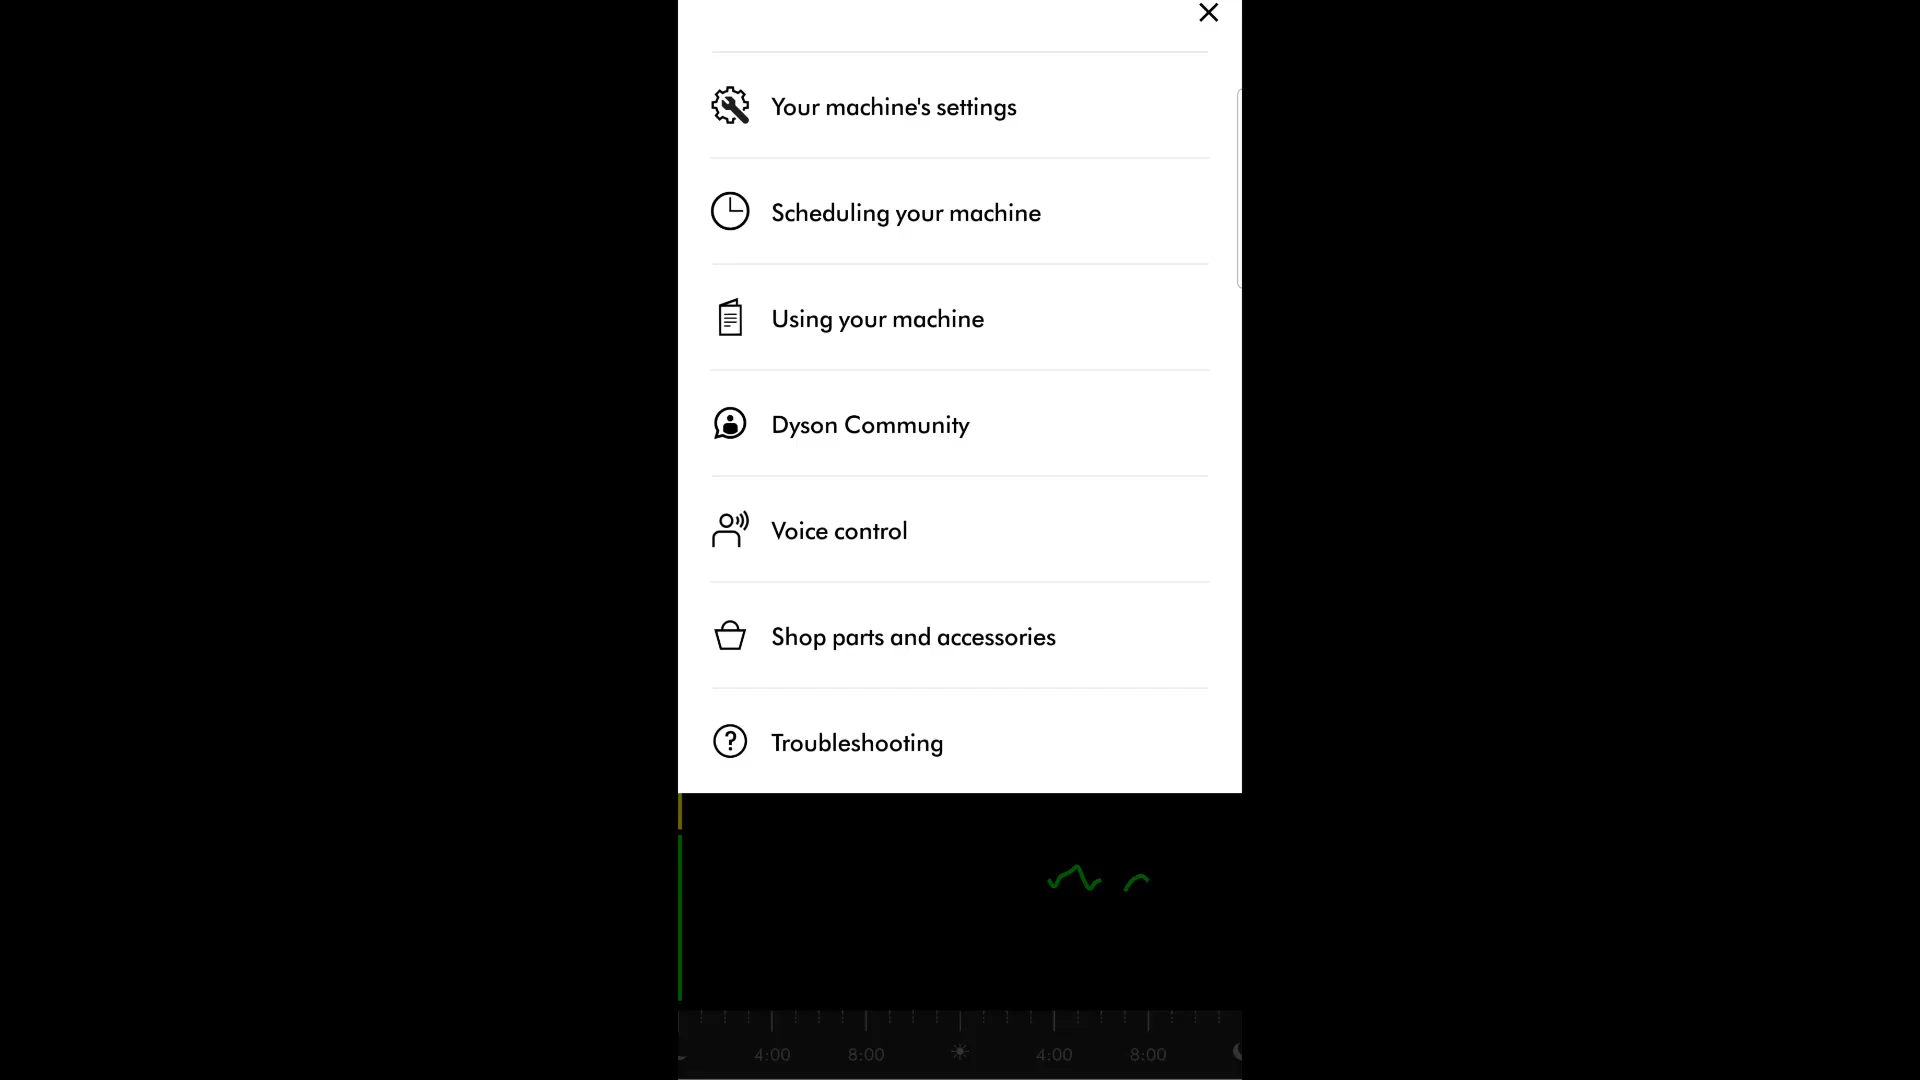 Your machine's settings
Scheduling your machine
Using your machine
Dyson Community
Voice control
Shop parts and accessories
? Troubleshooting
4:00 8:00 4:00 8:00